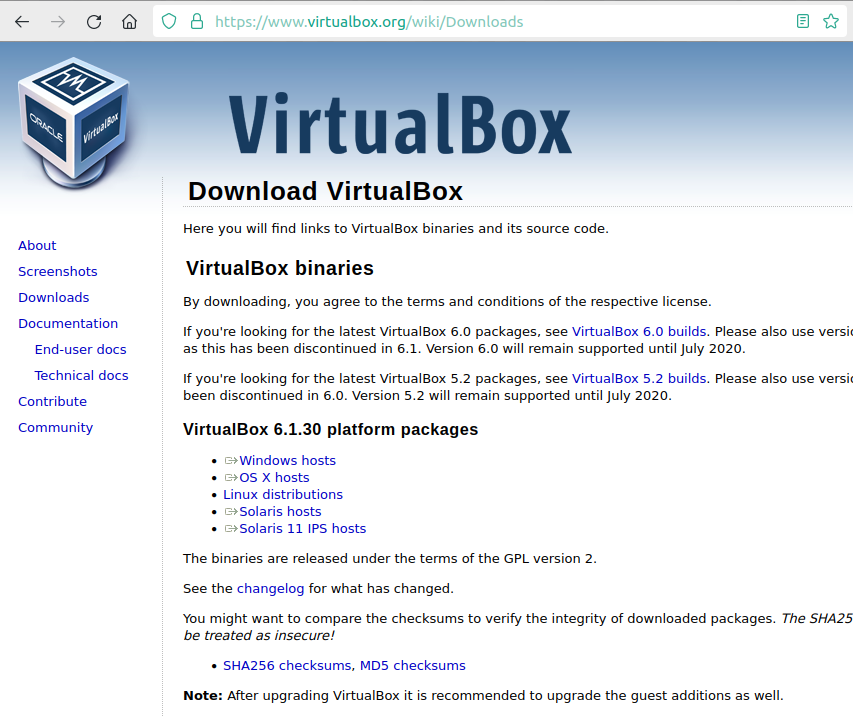 https://www.virtualbox.org/wiki/Downloads
ORACLE
VirtualBox
VirtualBox
Download VirtualBox
Here you will find links to VirtualBox binaries and its source code.
About
Screenshots
Downloads
Documentation
End-user docs
Technical docs
Contribute
Community
VirtualBox binaries
By downloading, you agree to the terms and conditions of the respective license.
If you're looking for the latest VirtualBox 6.0 packages, see VirtualBox 6.0 builds. Please also use versio
as this has been discontinued in 6.1. Version 6.0 will remain supported until July 2020.
If you're looking for the latest VirtualBox 5.2 packages, see VirtualBox 5.2 builds. Please also use versio
been discontinued in 6.0. Version 5.2 will remain supported until July 2020.
VirtualBox 6.1.30 platform packages
Windows hosts
OS X hosts
Linux distributions
Solaris hosts
Solaris 11 IPS hosts
The binaries are released under the terms of the GPL version 2.
See the changelog for what has changed.
You might want to compare the checksums to verify the integrity of downloaded packages. The SHA25
be treated as insecure!
SHA256 checksums, MD5 checksums
Note: After upgrading VirtualBox it is recommended to upgrade the guest additions as well.